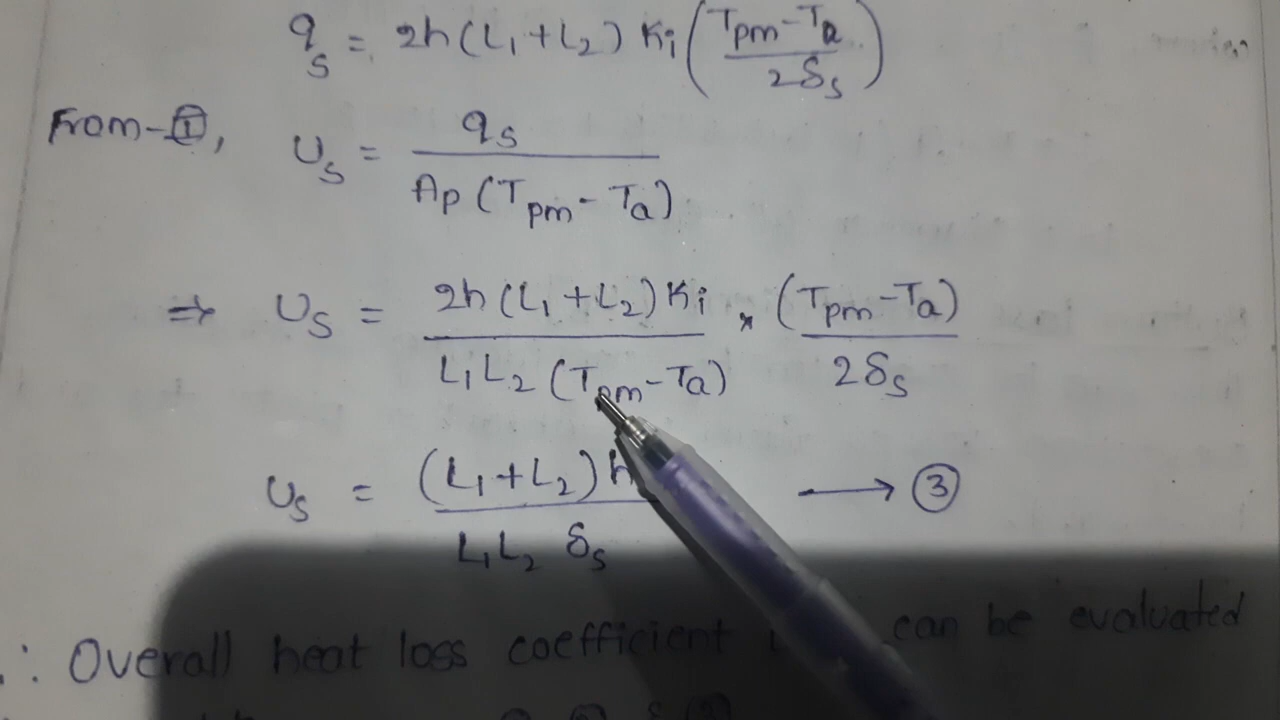 q_s = 2h(L₁+L₂) Ki (Tpm-Ta / 2δs)
From-①, Us = qs / Ap(Tpm-Ta)
⇒ Us = 2h(L₁+L₂)Ki / L₁L₂(Tpm-Ta) × (Tpm-Ta) / 2δs
Us = (L₁+L₂)h / L₁L₂ δs → ③
∴ Overall heat loss coefficient can be evaluated